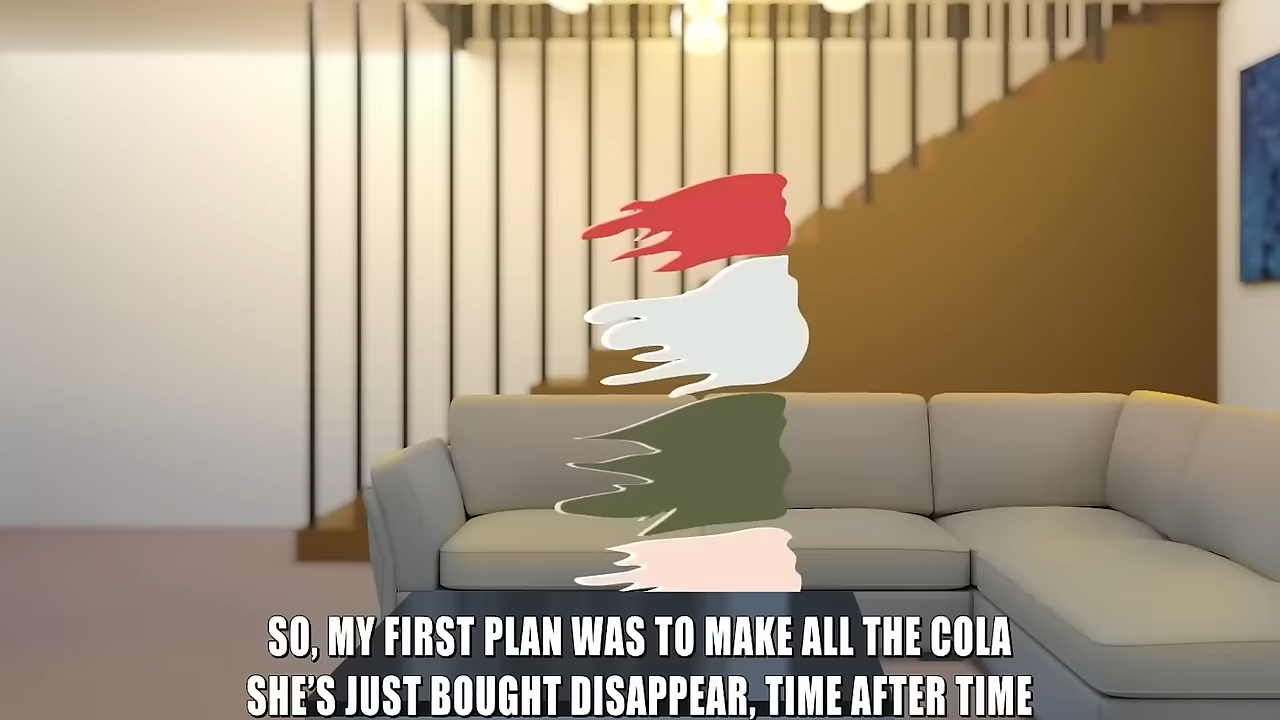 SO, MY FIRST PLAN WAS TO MAKE ALL THE COLA
SHE'S JUST BOUGHT DISAPPEAR, TIME AFTER TIME